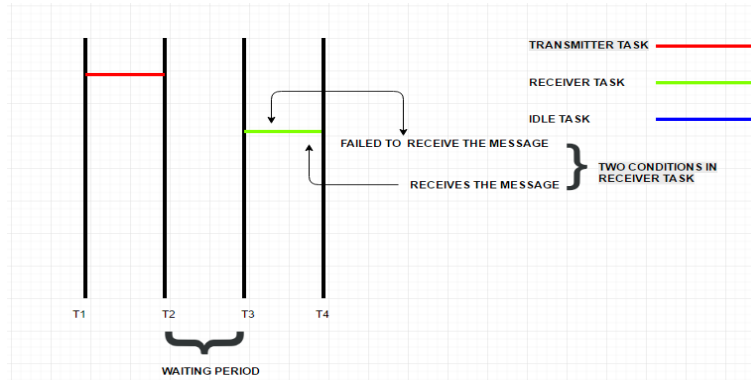 TRANSMITTER TASK
RECEIVER TASK
IDLE TASK
FAILED TO RECEIVE THE MESSAGE
RECEIVES THE MESSAGE
TWO CONDITIONS IN
RECEIVER TASK
T1 T2 T3 T4
WAITING PERIOD